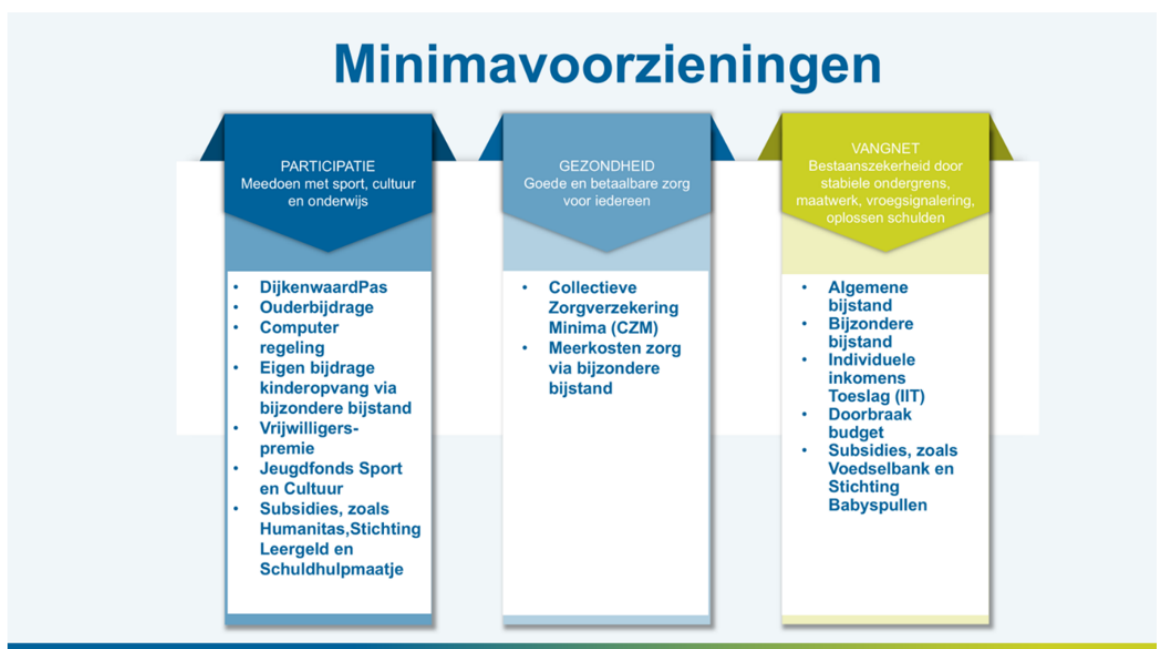 Minimavoorzieningen
PARTICIPATIE
Meedoen met sport, cultuur
en onderwijs
• DijkenwaardPas
• Ouderbijdrage
• Computer
regeling
• Eigen bijdrage
kinderopvang via
bijzondere bijstand
• Vrijwilligers-
premie
• Jeugdfonds Sport
en Cultuur
• Subsidies, zoals
Humanitas,Stichting
Leergeld en
Schuldhulpmaatje
GEZONDHEID
Goede en betaalbare zorg
voor iedereen
• Collectieve
Zorgverzekering
Minima (CZM)
• Meerkosten zorg
via bijzondere
bijstand
VANGNET
Bestaanszekerheid door
stabiele ondergrens,
maatwerk, vroegsignalering,
oplossen schulden
• Algemene
bijstand
• Bijzondere
bijstand
• Individuele
inkomens
Toeslag (IIT)
• Doorbraak
budget
• Subsidies, zoals
Voedselbank en
Stichting
Babyspullen